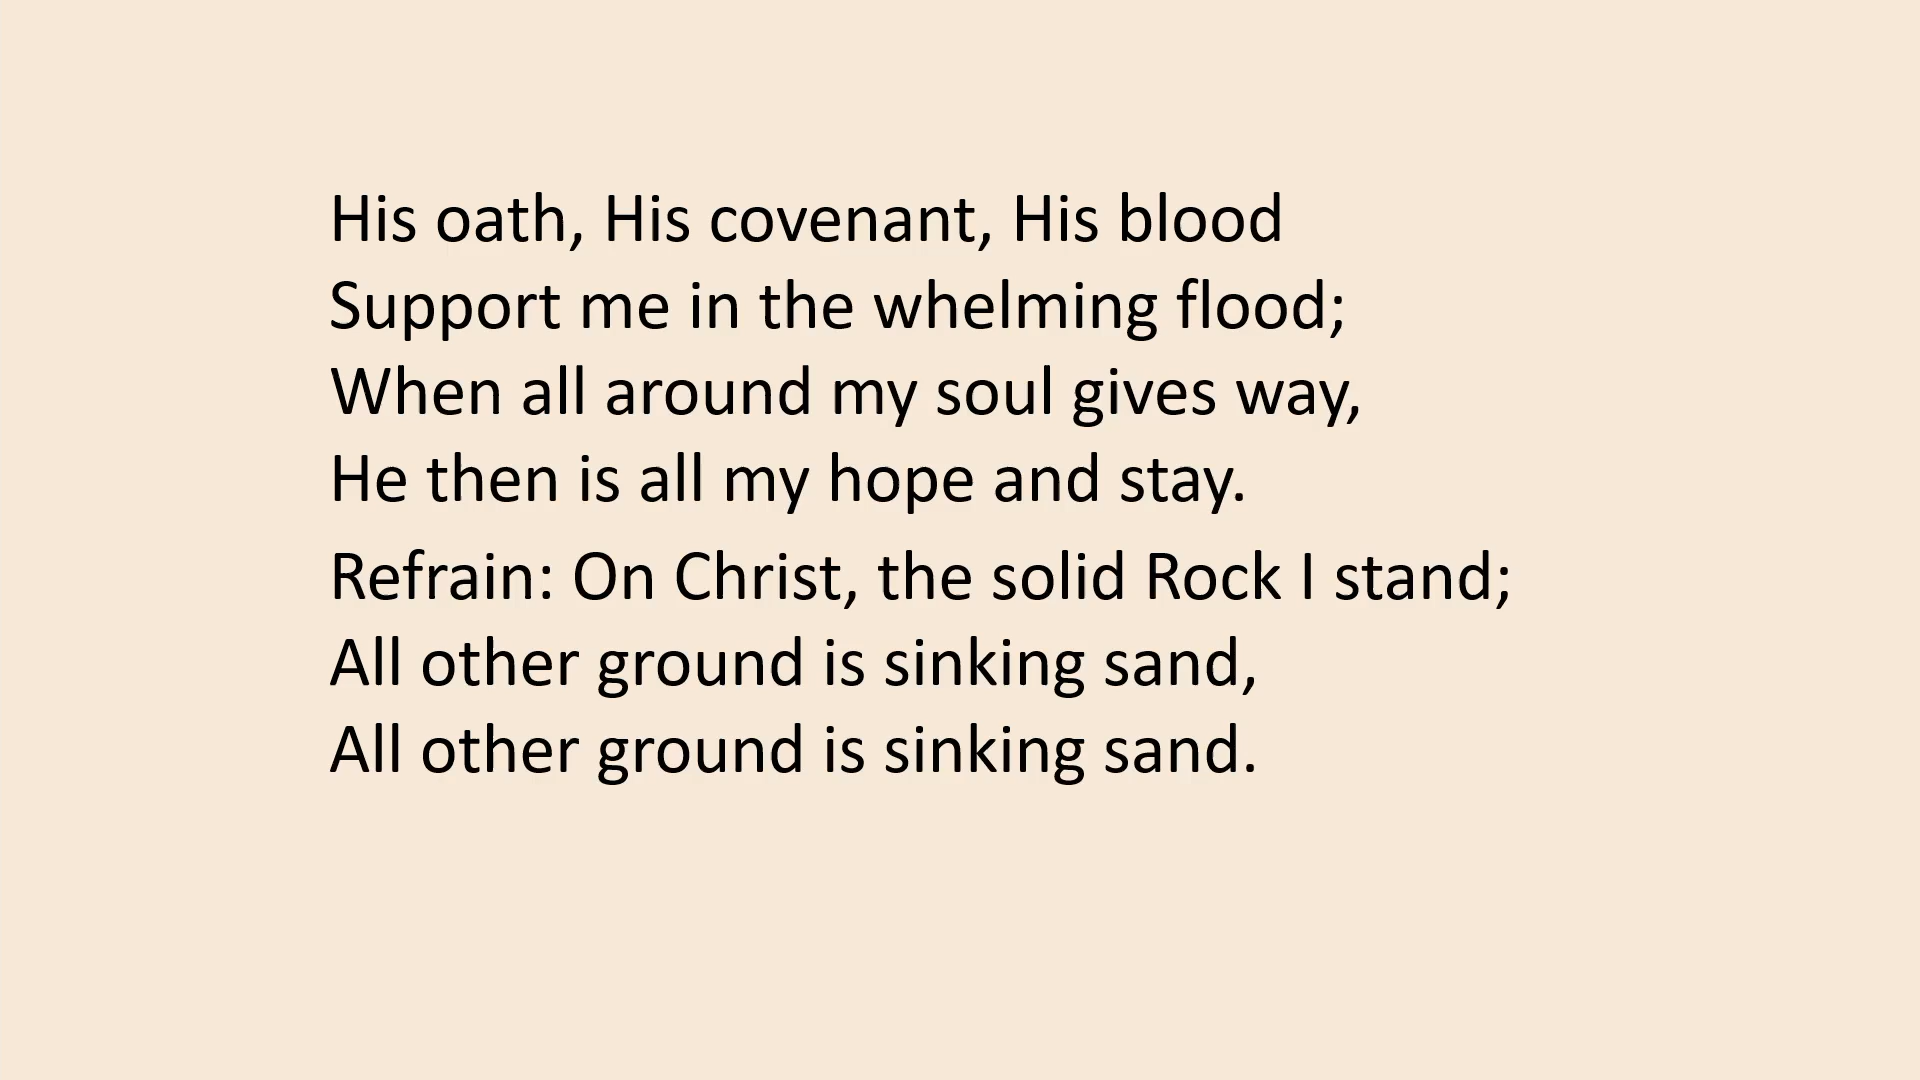 His oath, His covenant, His blood
Support me in the whelming flood;
When all around my soul gives way,
He then is all my hope and stay.
Refrain: On Christ, the solid Rock I stand;
All other ground is sinking sand,
All other ground is sinking sand.